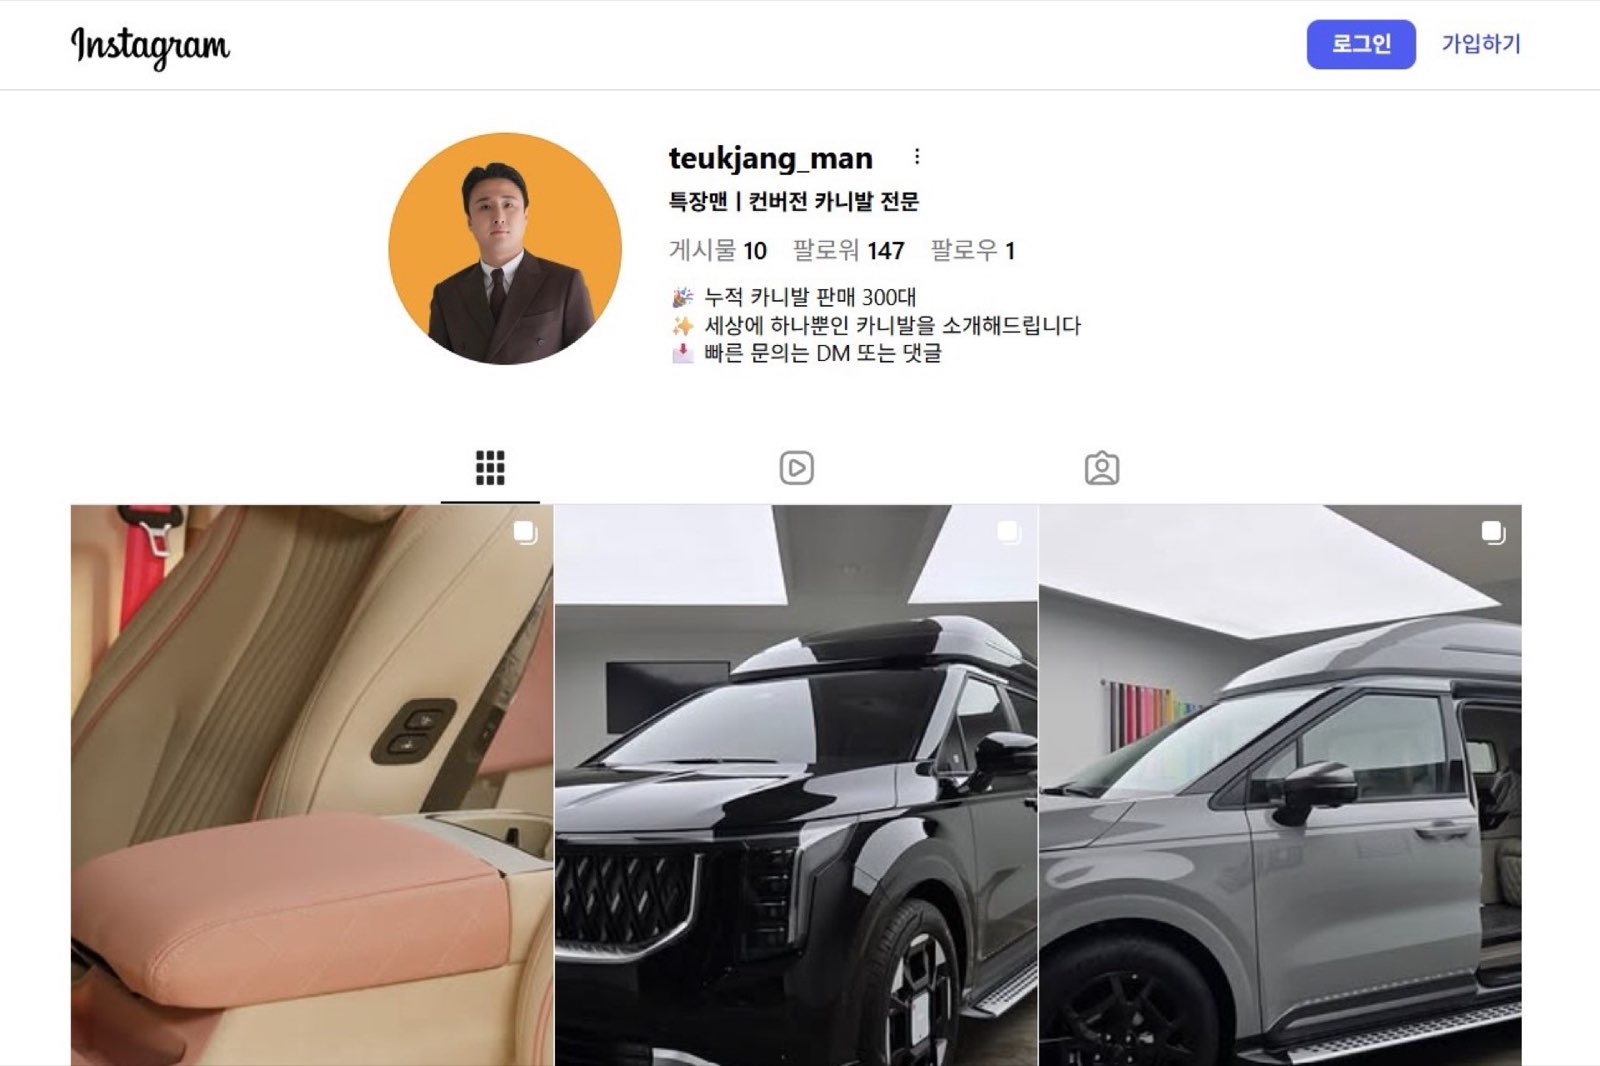 Instagram
로그인 가입하기
teukjang_man
특장맨 | 컨버전 카니발 전문
게시물 10 팔로워 147 팔로우 1
🎉 누적 카니발 판매 300대
✨ 세상에 하나뿐인 카니발을 소개해드립니다
📩 빠른 문의는 DM 또는 댓글